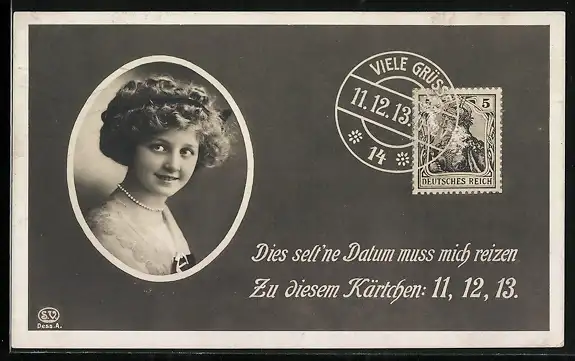 VIELE GRÜSS
11.12.13.
14
5
DEUTSCHES REICH
Dies selt'ne Datum muss mich reizen
Zu diesem Kärtchen: 11, 12, 13.
S.V.
Dess. A.